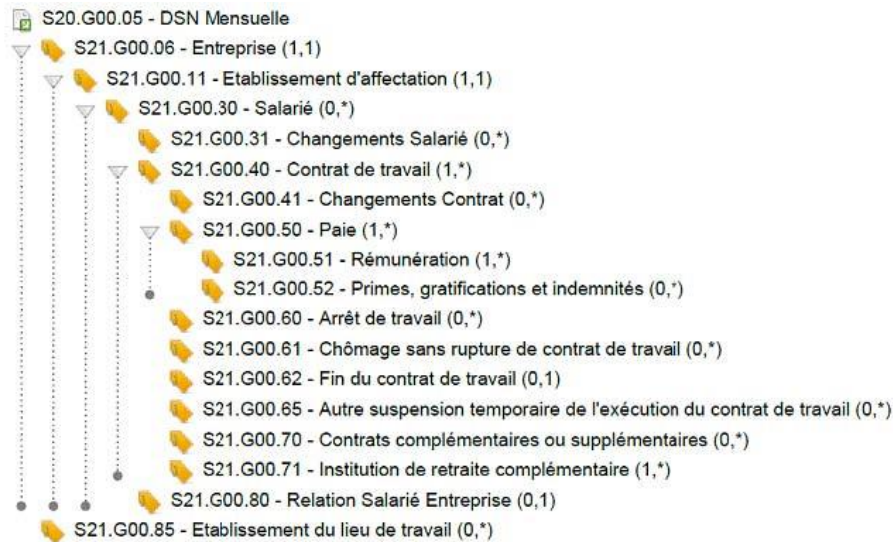 S20.G00.05 - DSN Mensuelle
S21.G00.06 - Entreprise (1,1)
S21.G00.11 - Etablissement d'affectation (1,1)
S21.G00.30 - Salarié (0,*)
S21.G00.31 - Changements Salarié (0,*)
S21.G00.40 - Contrat de travail (1,*)
S21.G00.41 - Changements Contrat (0,*)
S21.G00.50 - Paie (1,*)
S21.G00.51 - Rémunération (1,*)
S21.G00.52 - Primes, gratifications et indemnités (0,*)
S21.G00.60 - Arrêt de travail (0,*)
S21.G00.61 - Chômage sans rupture de contrat de travail (0,*)
S21.G00.62 - Fin du contrat de travail (0,1)
S21.G00.65 - Autre suspension temporaire de l'exécution du contrat de travail (0,*)
S21.G00.70 - Contrats complémentaires ou supplémentaires (0,*)
S21.G00.71 - Institution de retraite complémentaire (1,*)
S21.G00.80 - Relation Salarié Entreprise (0,1)
S21.G00.85 - Etablissement du lieu de travail (0,*)